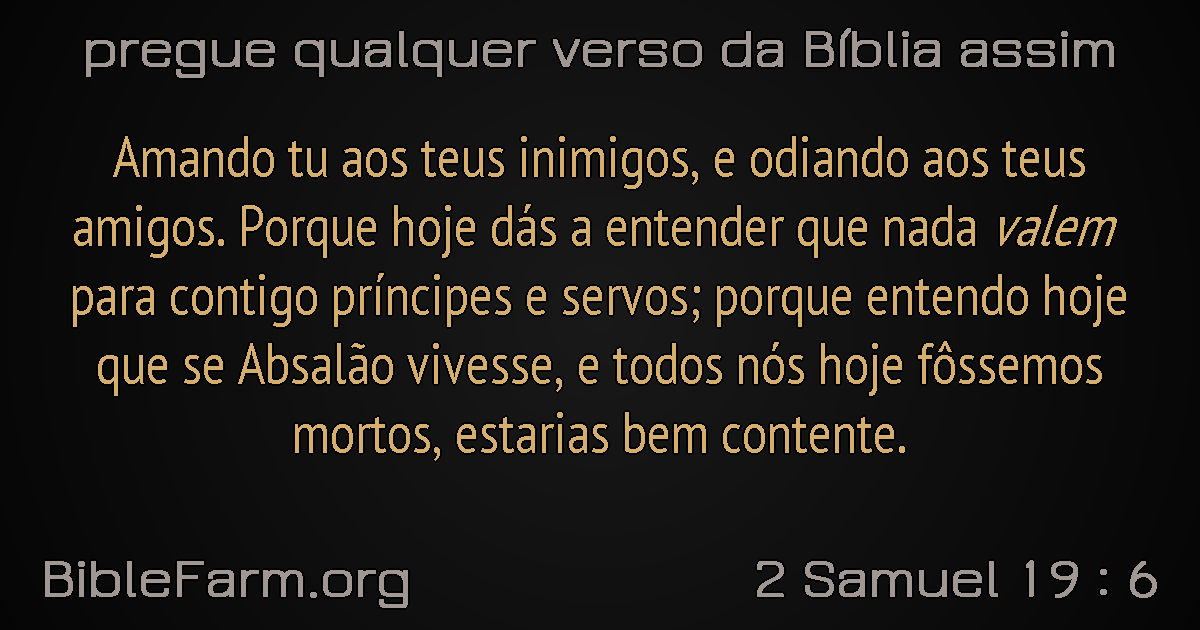 pregue qualquer verso da Bíblia assim
Amando tu aos teus inimigos, e odiando aos teus
amigos. Porque hoje dás a entender que nada valem
para contigo príncipes e servos; porque entendo hoje
que se Absalão vivesse, e todos nós hoje fôssemos
mortos, estarias bem contente.
BibleFarm.org
2 Samuel 19 : 6